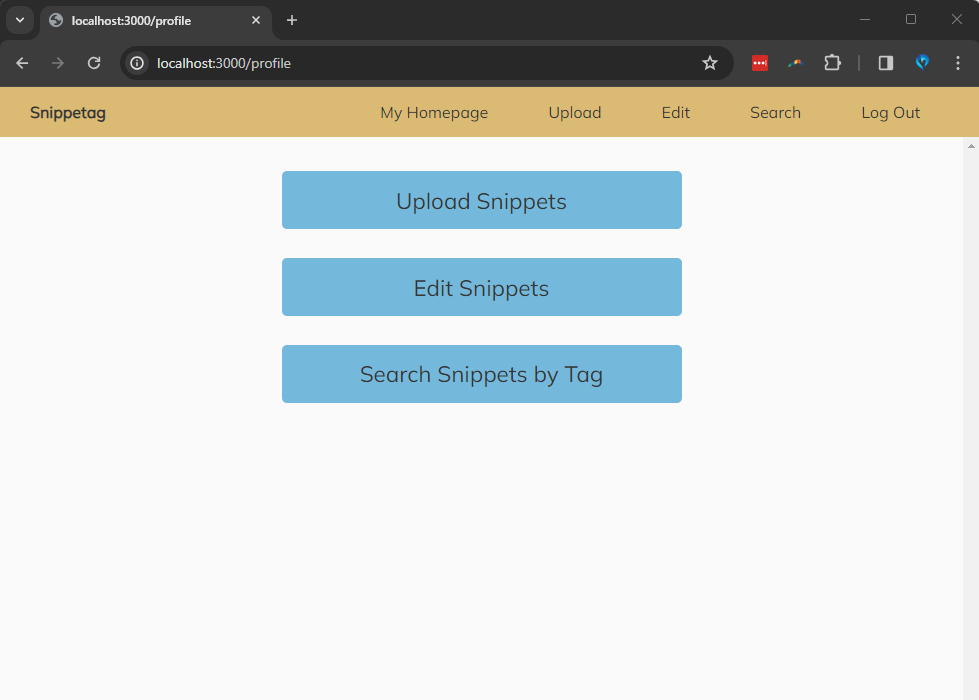 localhost:3000/profile
localhost:3000/profile
Snippetag My Homepage Upload Edit Search Log Out
Upload Snippets
Edit Snippets
Search Snippets by Tag